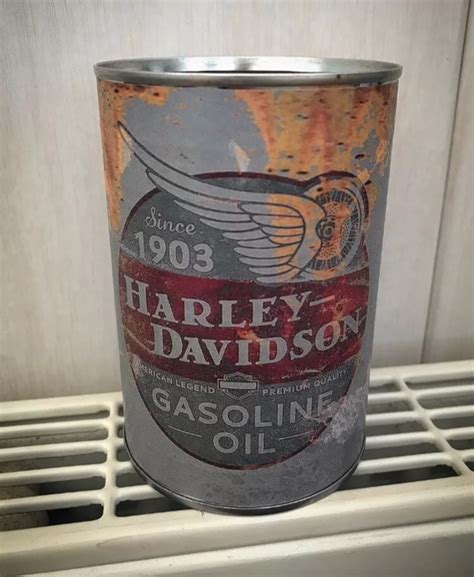 Since
1903
HARLEY-
DAVIDSON
AMERICAN LEGEND PREMIUM QUALITY
GASOLINE
OIL